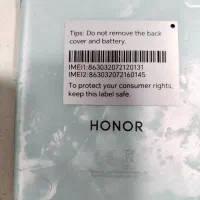 Tips: Do not remove the back
cover and battery.
IMEI1:863032072120131
IMEI2:863032072160145
To protect your consumer rights,
keep this label safe.
HONOR